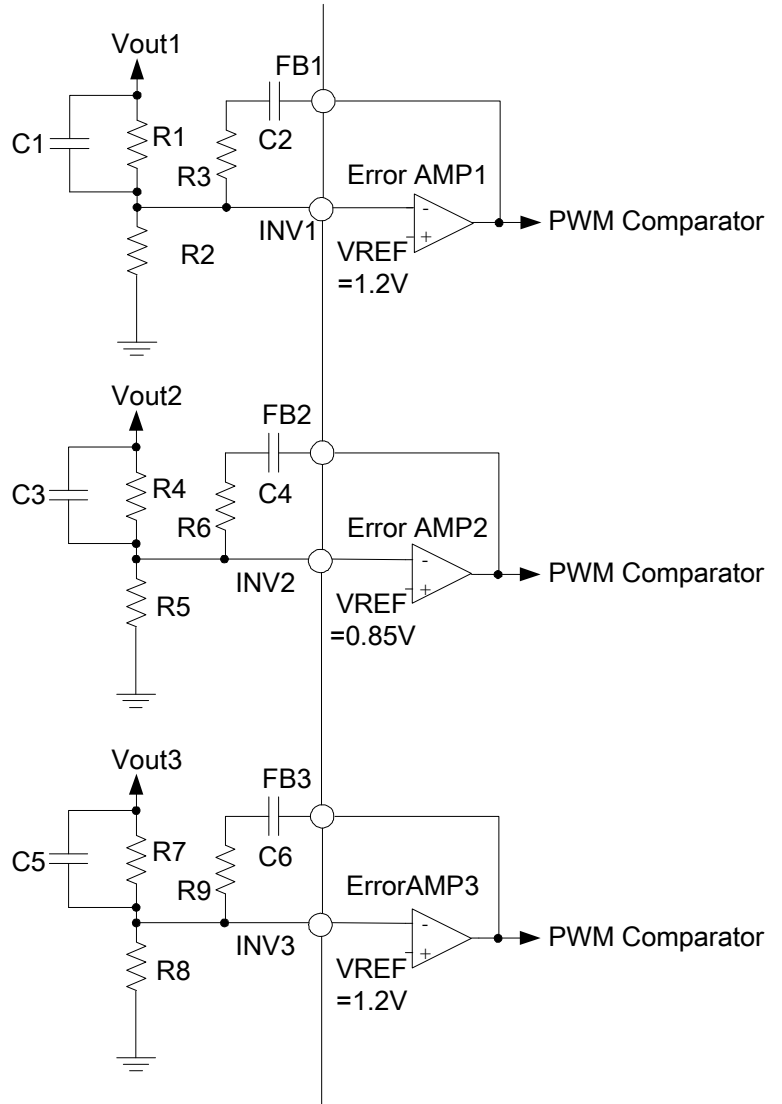 Vout1
FB1
C1
R1
C2
R3
Error AMP1
INV1
-
+
PWM Comparator
R2
VREF
=1.2V
Vout2
FB2
C3
R4
C4
R6
Error AMP2
INV2
-
+
PWM Comparator
R5
VREF
=0.85V
Vout3
FB3
C5
R7
C6
R9
ErrorAMP3
INV3
-
+
PWM Comparator
R8
VREF
=1.2V